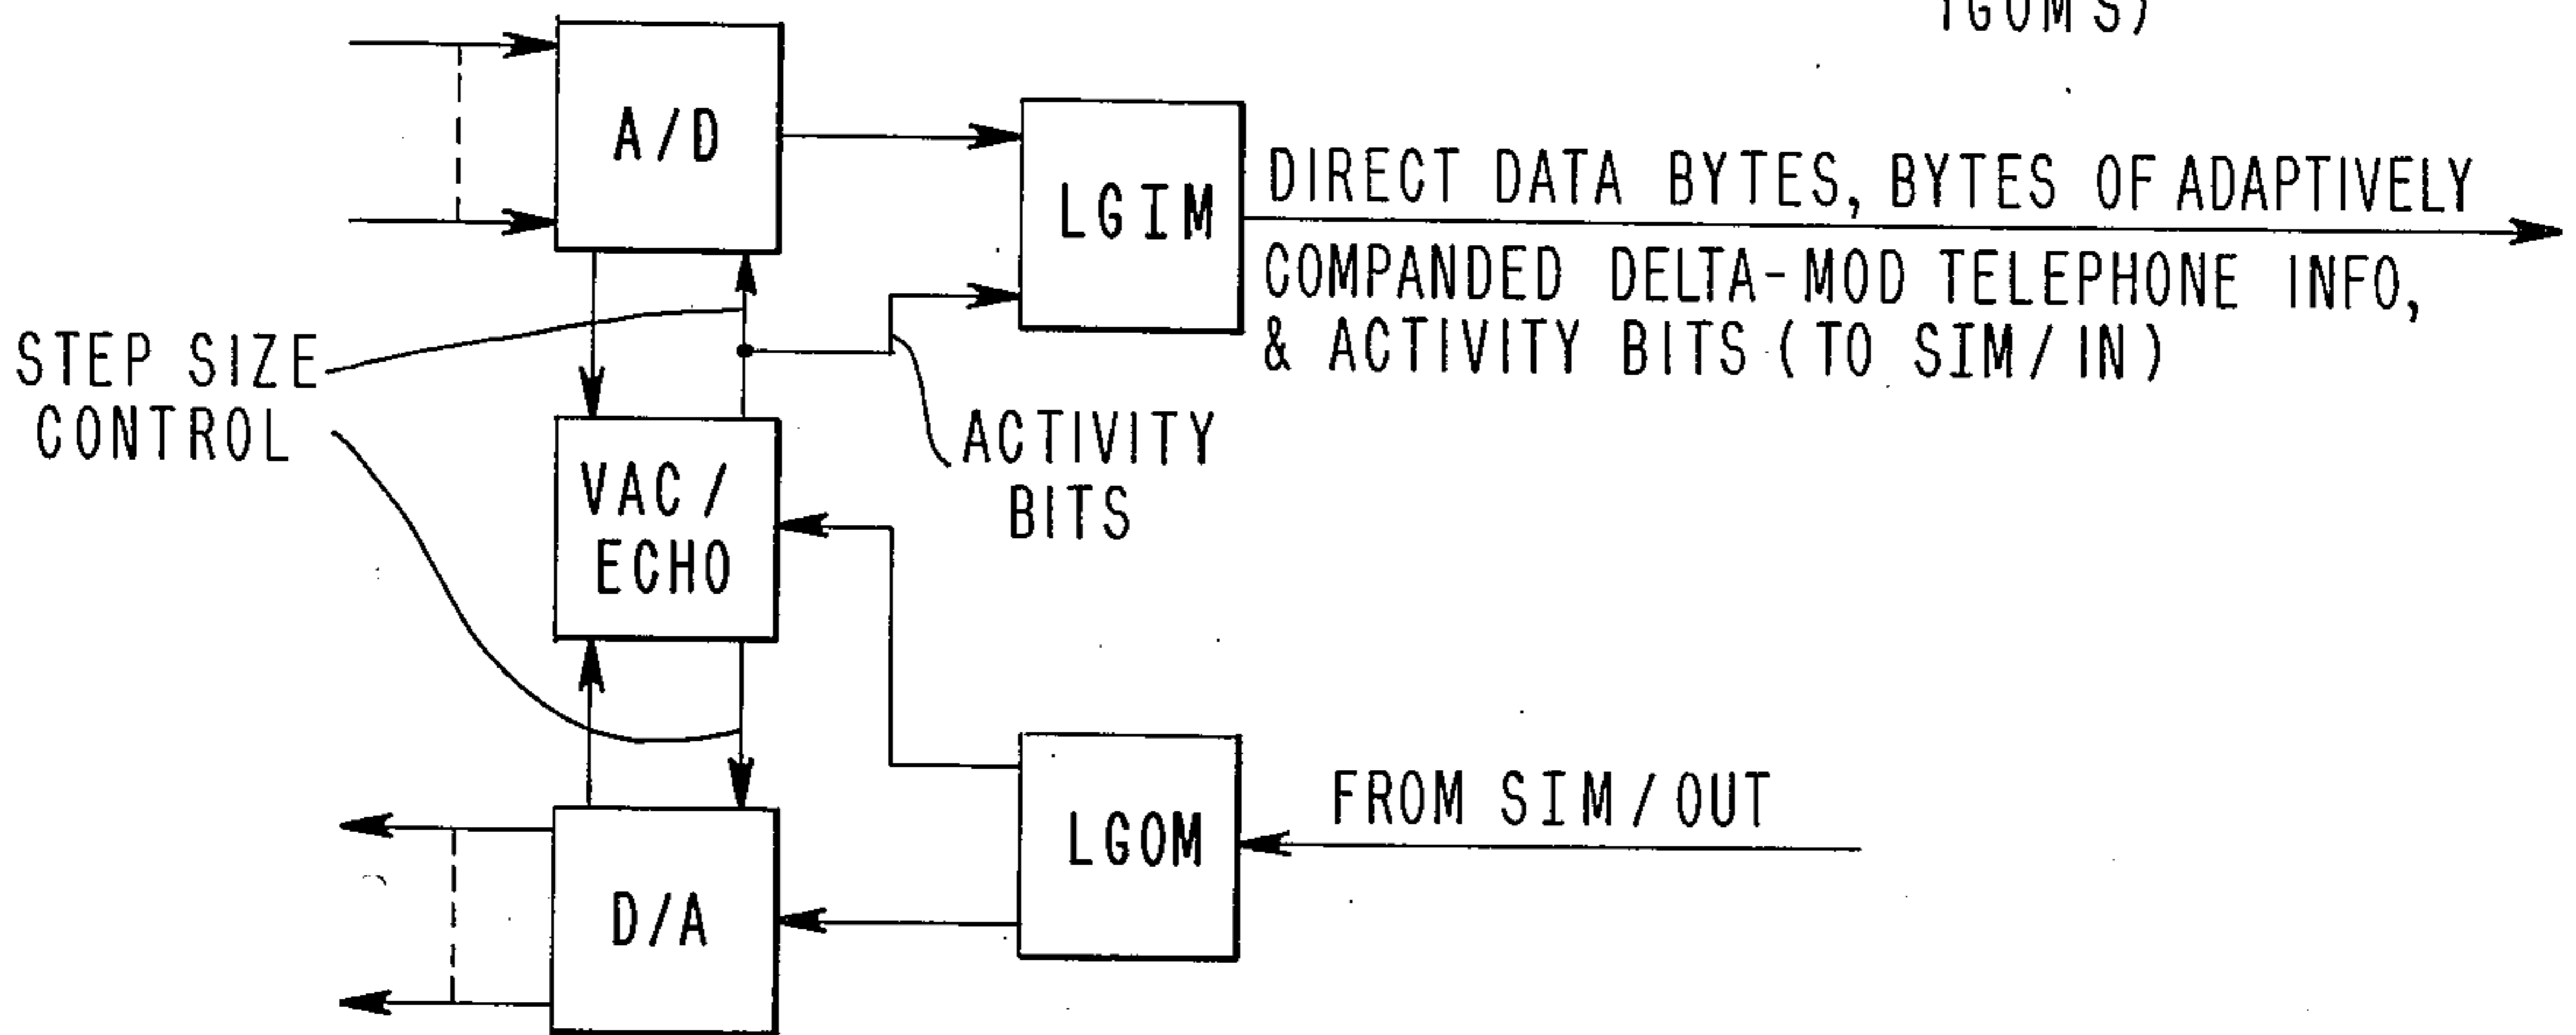 A/D
LGIM
DIRECT DATA BYTES, BYTES OF ADAPTIVELY
COMPANDED DELTA-MOD TELEPHONE INFO,
& ACTIVITY BITS (TO SIM/IN)
STEP SIZE
CONTROL
ACTIVITY
BITS
VAC/
ECHO
FROM SIM/OUT
LGOM
D/A